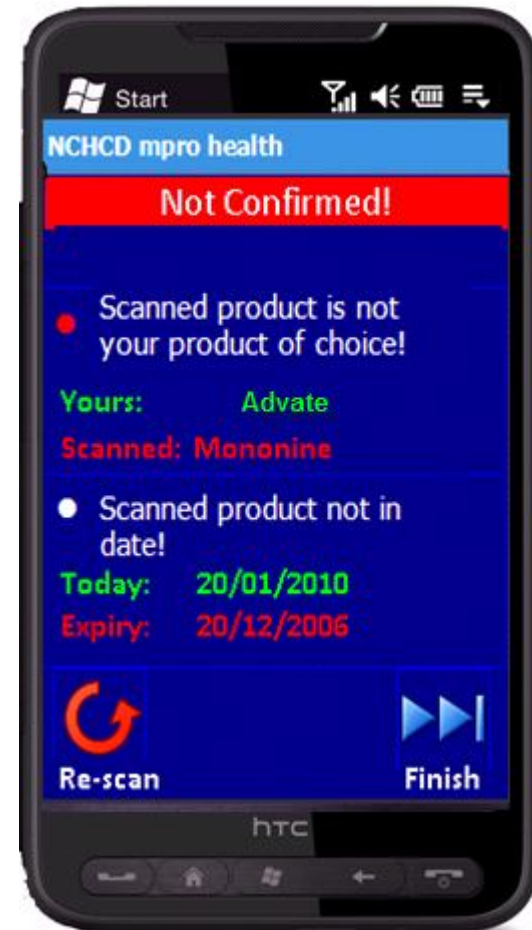 Start
NCHCD mpro health
Not Confirmed!
Scanned product is not
your product of choice!
Yours: Advate
Scanned: Mononine
Scanned product not in
date!
Today: 20/01/2010
Expiry: 20/12/2006
Re-scan Finish
hTC